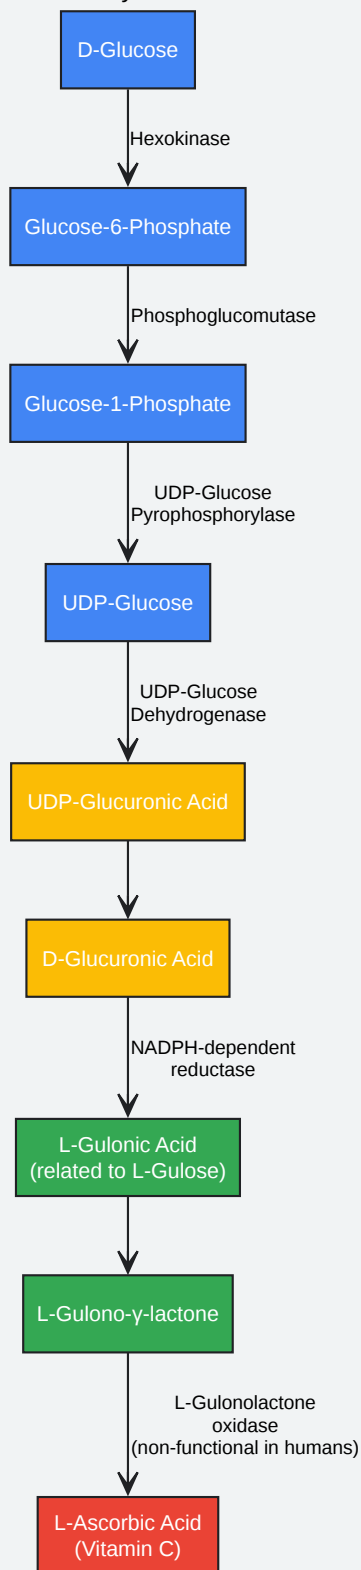 D-Glucose
Hexokinase
Glucose-6-Phosphate
Phosphoglucomutase
Glucose-1-Phosphate
UDP-Glucose
Pyrophosphorylase
UDP-Glucose
UDP-Glucose
Dehydrogenase
UDP-Glucuronic Acid
D-Glucuronic Acid
NADPH-dependent
reductase
L-Gulonic Acid
(related to L-Gulose)
L-Gulono-γ-lactone
L-Gulonolactone
oxidase
(non-functional in humans)
L-Ascorbic Acid
(Vitamin C)